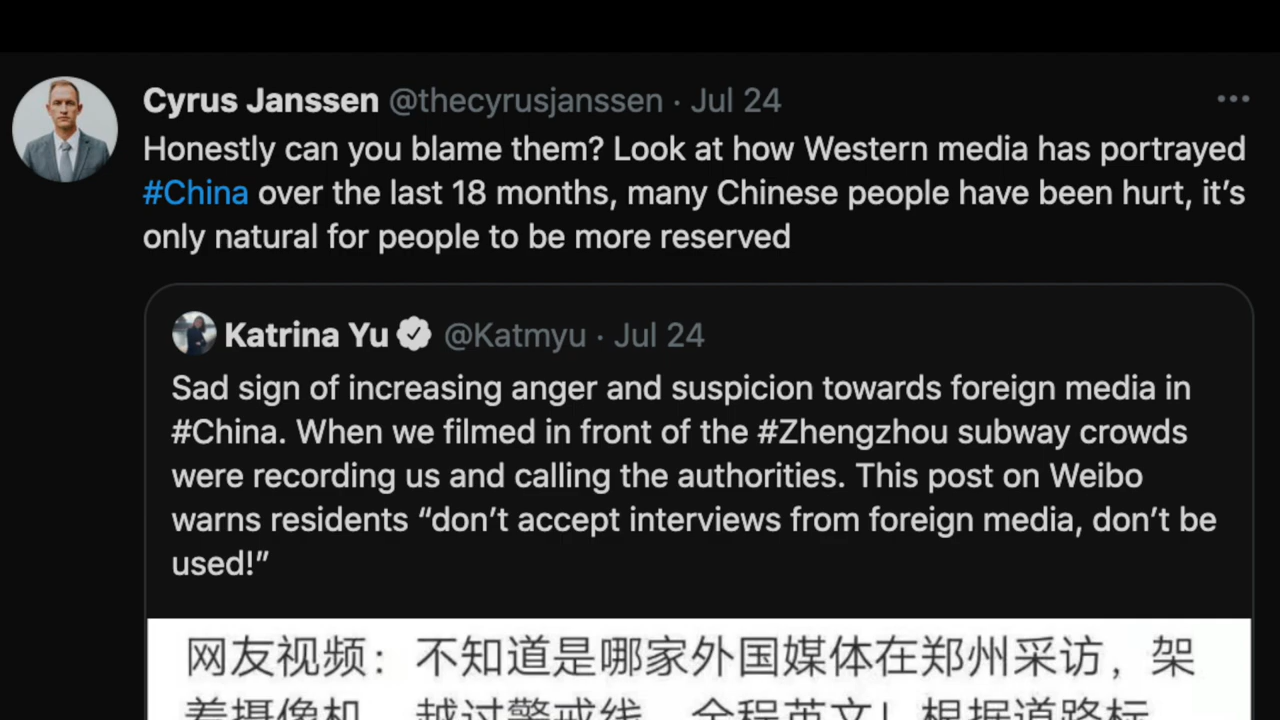 Cyrus Janssen @thecyrusjanssen · Jul 24
Honestly can you blame them? Look at how Western media has portrayed
#China over the last 18 months, many Chinese people have been hurt, it’s
only natural for people to be more reserved
Katrina Yu @Katmyu · Jul 24
Sad sign of increasing anger and suspicion towards foreign media in
#China. When we filmed in front of the #Zhengzhou subway crowds
were recording us and calling the authorities. This post on Weibo
warns residents “don’t accept interviews from foreign media, don’t be
used!”
网友视频：不知道是哪家外国媒体在郑州采访，架
着摄像机，越过警戒线，全程英文！根据道路标